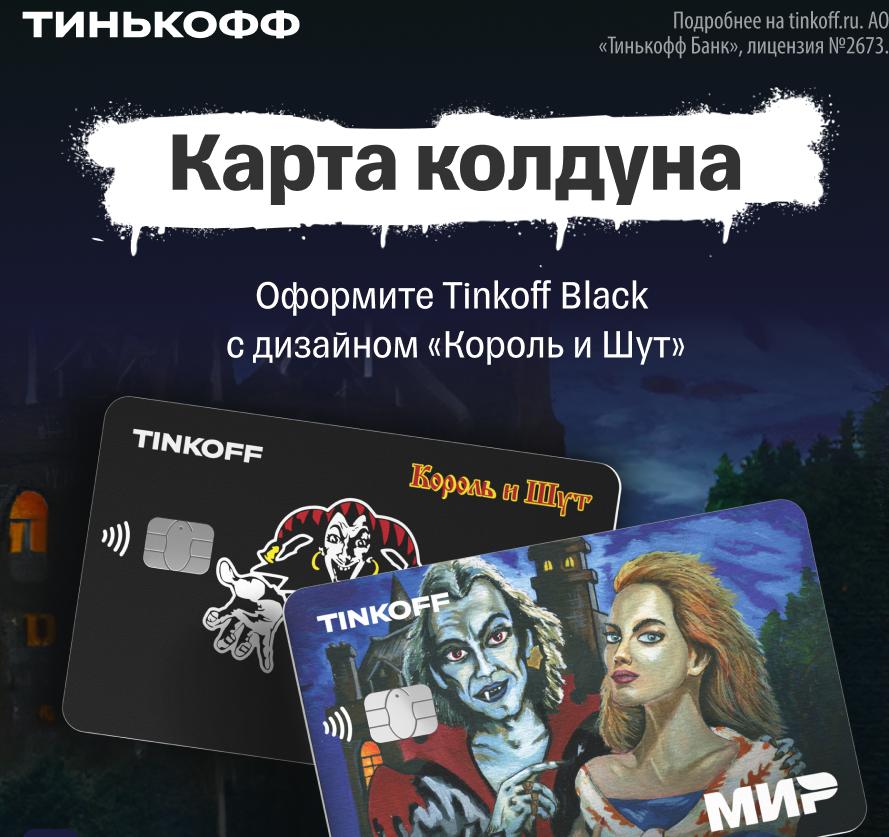 ТИНЬКОФФ
Подробнее на tinkoff.ru. АО
«Тинькофф Банк», лицензия №2673.
Карта колдуна
Оформите Tinkoff Black
с дизайном «Король и Шут»
TINKOFF
Король и Шут
TINKOFF
МИР